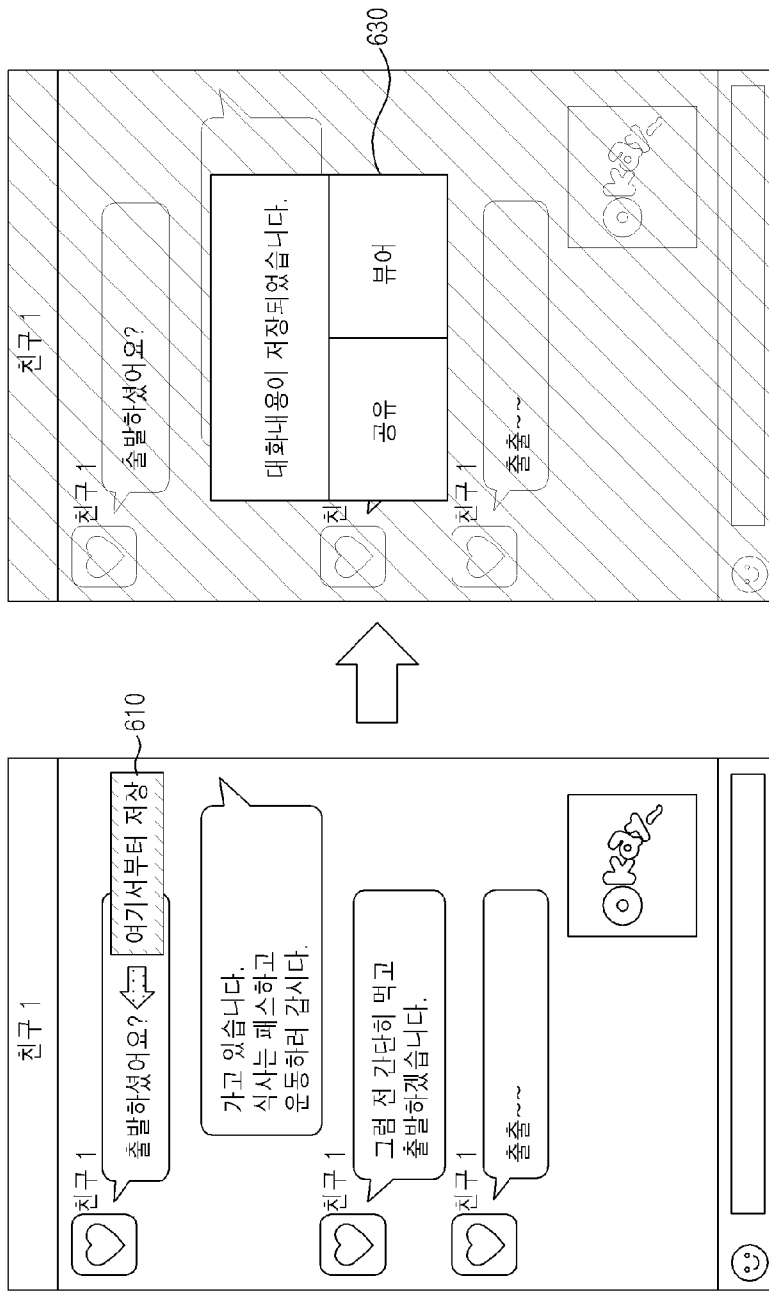 친구 1
친구 1
출발하셨어요?
여기서부터 저장
610
가고 있습니다.
식사는 패스하고
운동하러 갑시다.
친구 1
그럼 전 간단히 먹고
출발하겠습니다.
친구 1
출출~~
Okay~
친구 1
친구 1
출발하셨어요?
대화내용이 저장되었습니다.
공유
뷰어
630
친
친구 1
출출~~
Okay~